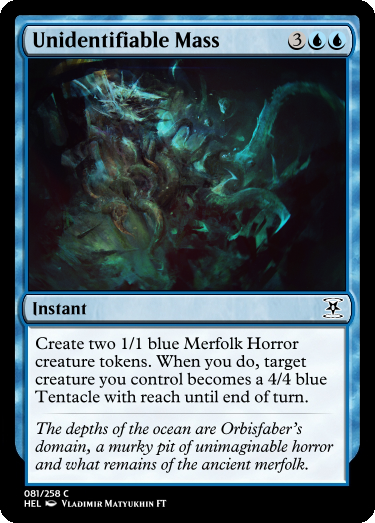 Unidentifiable Mass 3
Instant
Create two 1/1 blue Merfolk Horror
creature tokens. When you do, target
creature you control becomes a 4/4 blue
Tentacle with reach until end of turn.
The depths of the ocean are Orbisfaber's
domain, a murky pit of unimaginable horror
and what remains of the ancient merfolk.
081/258 C
HEL Vladimir Matyukhin FT